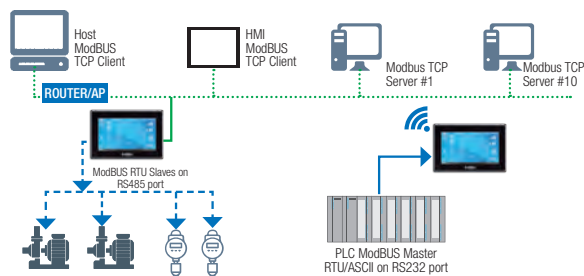 Host
ModBUS
TCP Client
HMI
ModBUS
TCP Client
Modbus TCP
Server #1
Modbus TCP
Server #10
ROUTER/AP
ModBUS RTU Slaves on
RS485 port
PLC ModBUS Master
RTU/ASCII on RS232 port